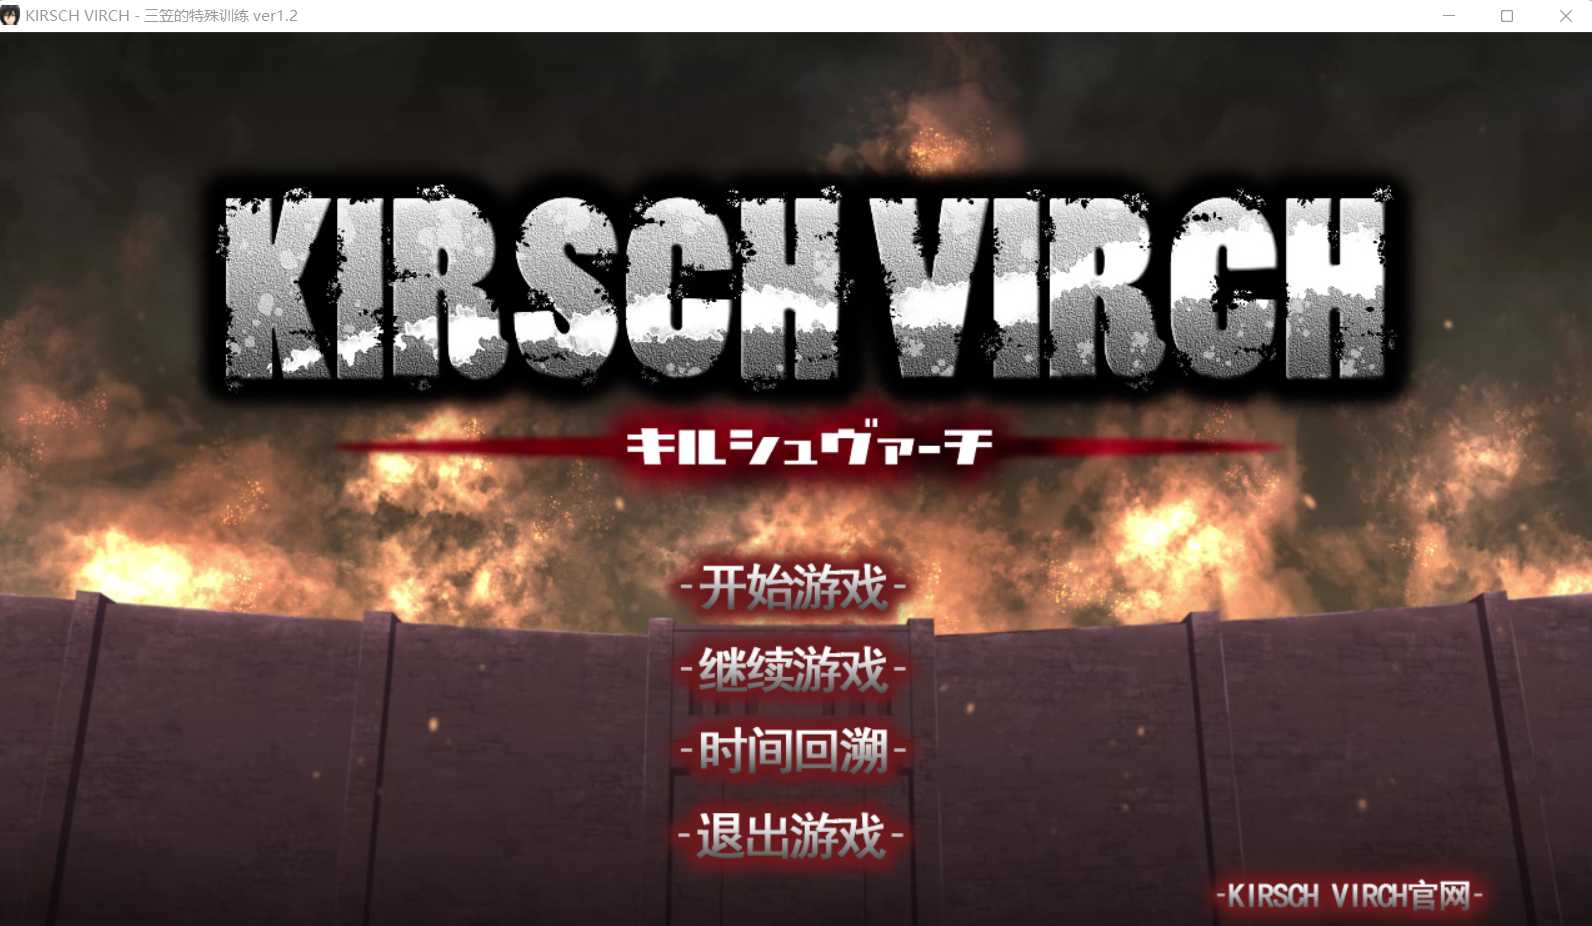 KIRSCH VIRCH - 三笠的特殊训练 ver1.2
KIRSCH VIRCH
キルシュヴァーチ
-开始游戏-
-继续游戏-
-时间回溯-
-退出游戏-
-KIRSCH VIRCH官网-